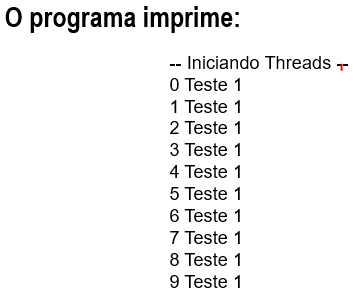 O programa imprime:
-- Iniciando Threads --
0 Teste 1
1 Teste 1
2 Teste 1
3 Teste 1
4 Teste 1
5 Teste 1
6 Teste 1
7 Teste 1
8 Teste 1
9 Teste 1